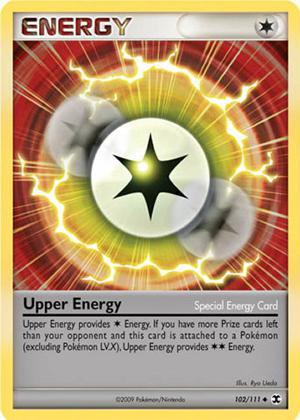 ENERGY
Upper Energy Special Energy Card
Upper Energy provides ✶ Energy. If you have more Prize cards left
than your opponent and this card is attached to a Pokémon
(excluding Pokémon LV.X), Upper Energy provides ✶✶ Energy.
Illus. Ryo Ueda
©2009 Pokémon/Nintendo 102/111 ◆